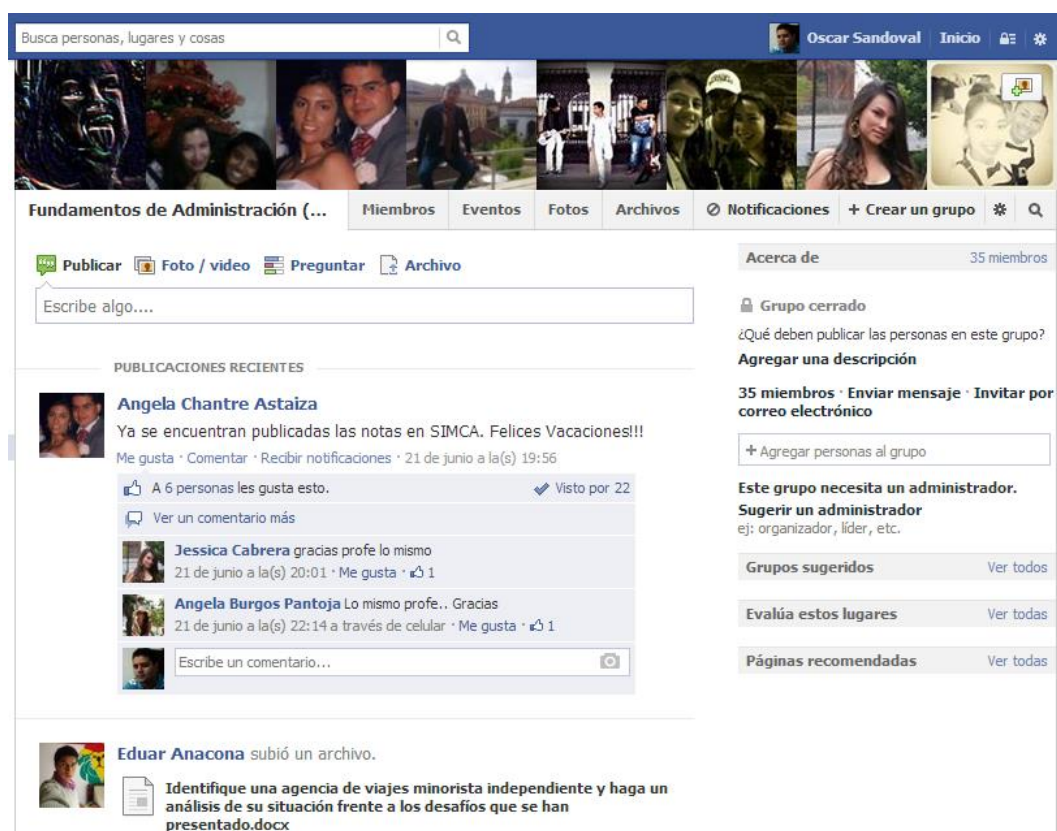 Busca personas, lugares y cosas
Oscar Sandoval Inicio
Fundamentos de Administración (... Miembros Eventos Fotos Archivos Notificaciones + Crear un grupo
Publicar Foto / video Preguntar Archivo
Escribe algo....
PUBLICACIONES RECIENTES
Angela Chantre Astaiza
Ya se encuentran publicadas las notas en SIMCA. Felices Vacaciones!!!
Me gusta · Comentar · Recibir notificaciones · 21 de junio a la(s) 19:56
A 6 personas les gusta esto. Visto por 22
Ver un comentario más
Jessica Cabrera gracias profe lo mismo
21 de junio a la(s) 20:01 · Me gusta · 1
Angela Burgos Pantoja Lo mismo profe.. Gracias
21 de junio a la(s) 22:14 a través de celular · Me gusta · 1
Escribe un comentario...
Eduar Anacona subió un archivo.
Identifique una agencia de viajes minorista independiente y haga un
análisis de su situación frente a los desafíos que se han
presentado.docx
Acerca de 35 miembros
Grupo cerrado
¿Qué deben publicar las personas en este grupo?
Agregar una descripción
35 miembros · Enviar mensaje · Invitar por
correo electrónico
+ Agregar personas al grupo
Este grupo necesita un administrador.
Sugerir un administrador
ej: organizador, líder, etc.
Grupos sugeridos Ver todos
Evalúa estos lugares Ver todas
Páginas recomendadas Ver todas